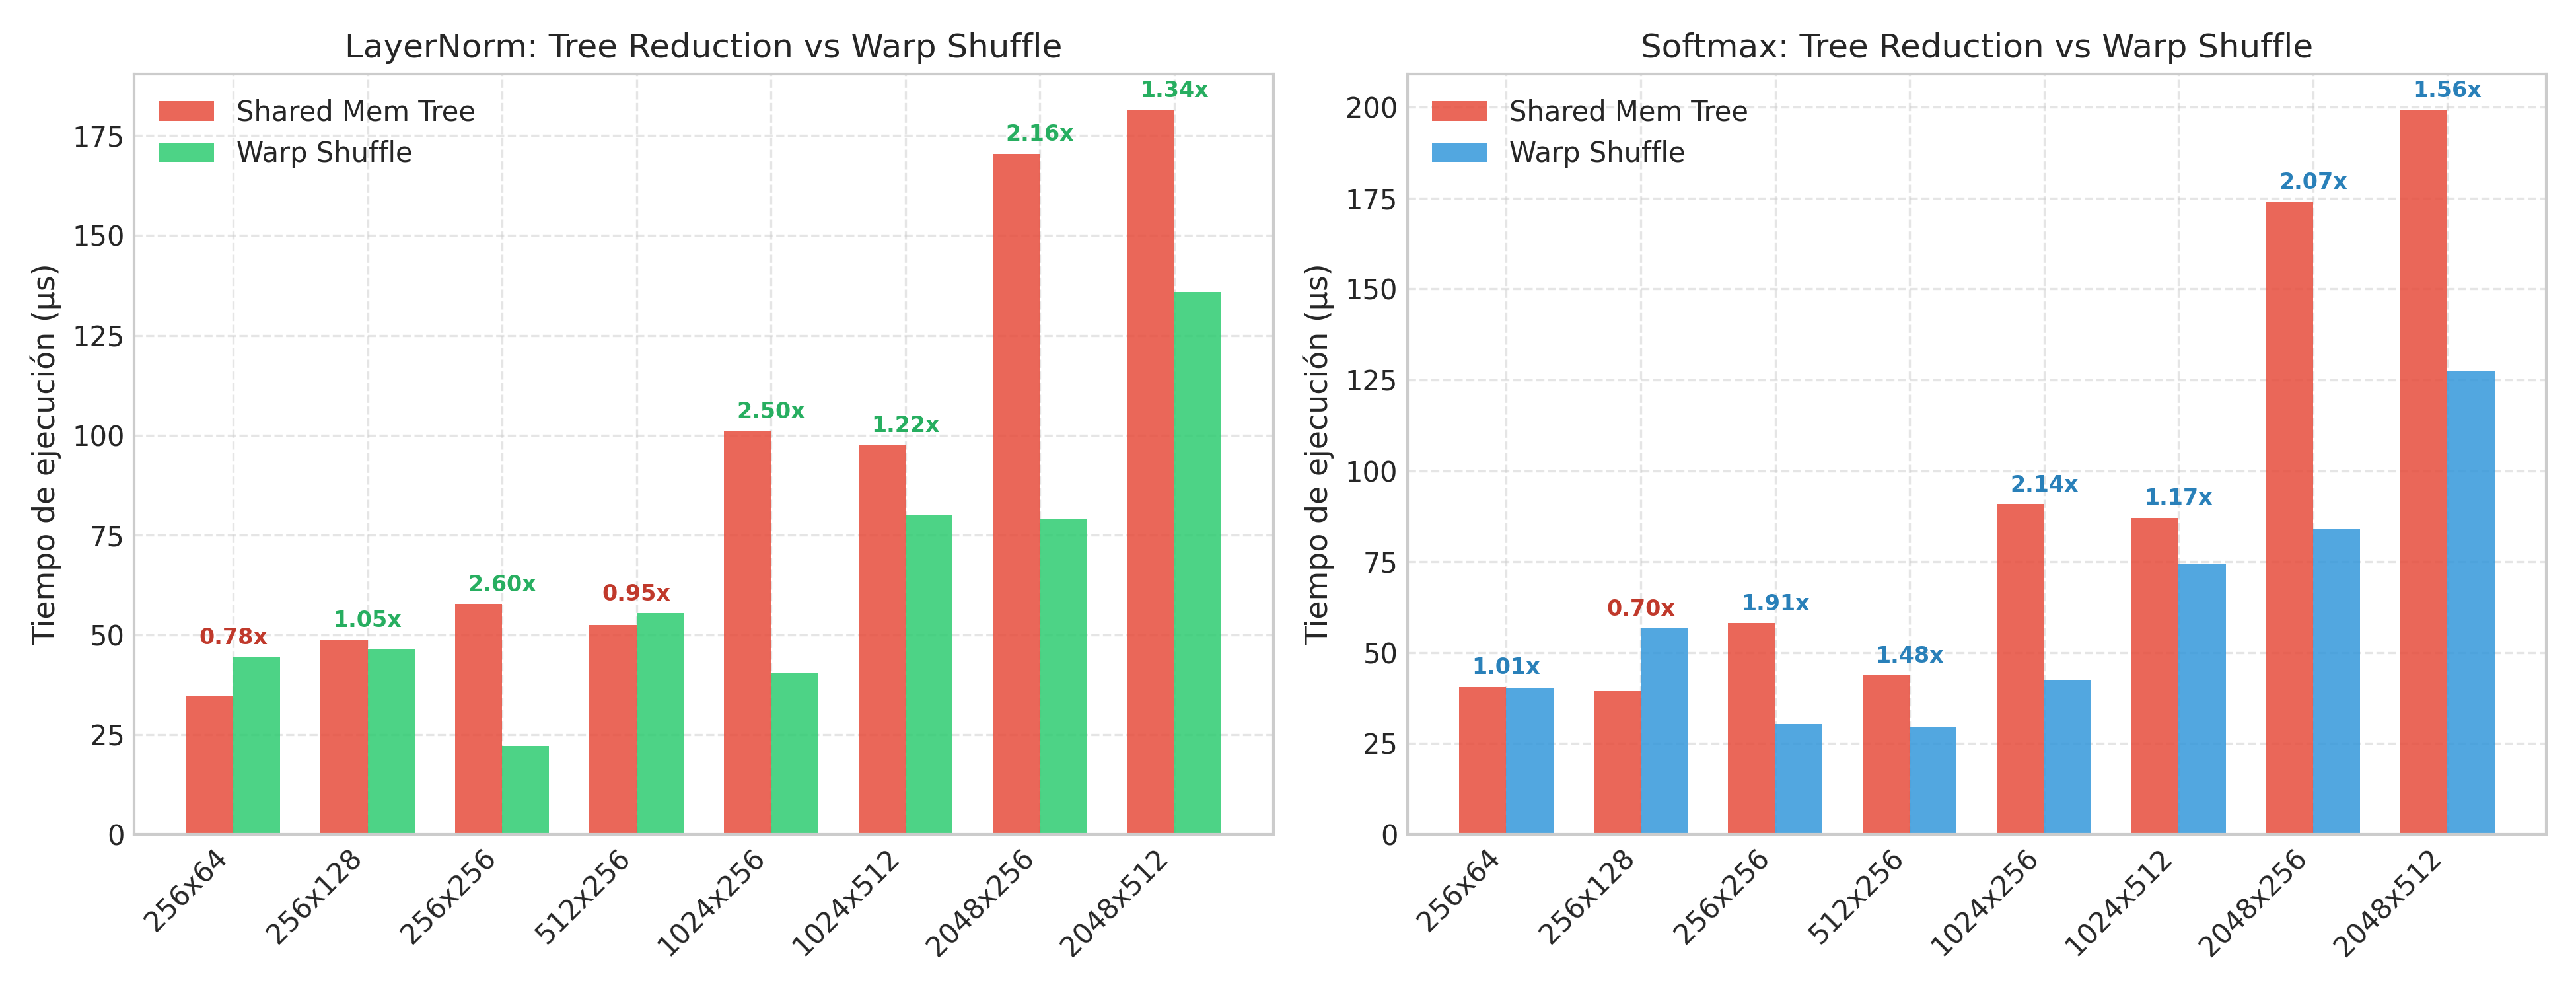 LayerNorm: Tree Reduction vs Warp Shuffle
Tiempo de ejecución (µs)
175
150
125
100
75
50
25
0
Shared Mem Tree
Warp Shuffle
0.78x
1.05x
2.60x
0.95x
2.50x
1.22x
2.16x
1.34x
256x64
256x128
256x256
512x256
1024x256
1024x512
2048x256
2048x512
Softmax: Tree Reduction vs Warp Shuffle
Tiempo de ejecución (µs)
200
175
150
125
100
75
50
25
0
Shared Mem Tree
Warp Shuffle
1.01x
0.70x
1.91x
1.48x
2.14x
1.17x
2.07x
1.56x
256x64
256x128
256x256
512x256
1024x256
1024x512
2048x256
2048x512